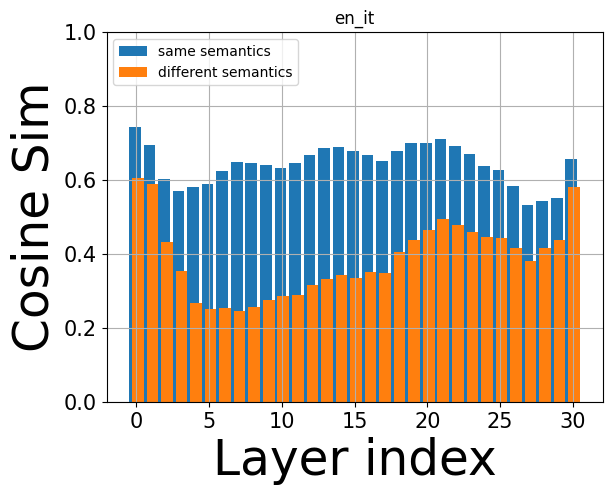 en_it
same semantics
different semantics
Cosine Sim
1.0
0.8
0.6
0.4
0.2
0.0
0 5 10 15 20 25 30
Layer index